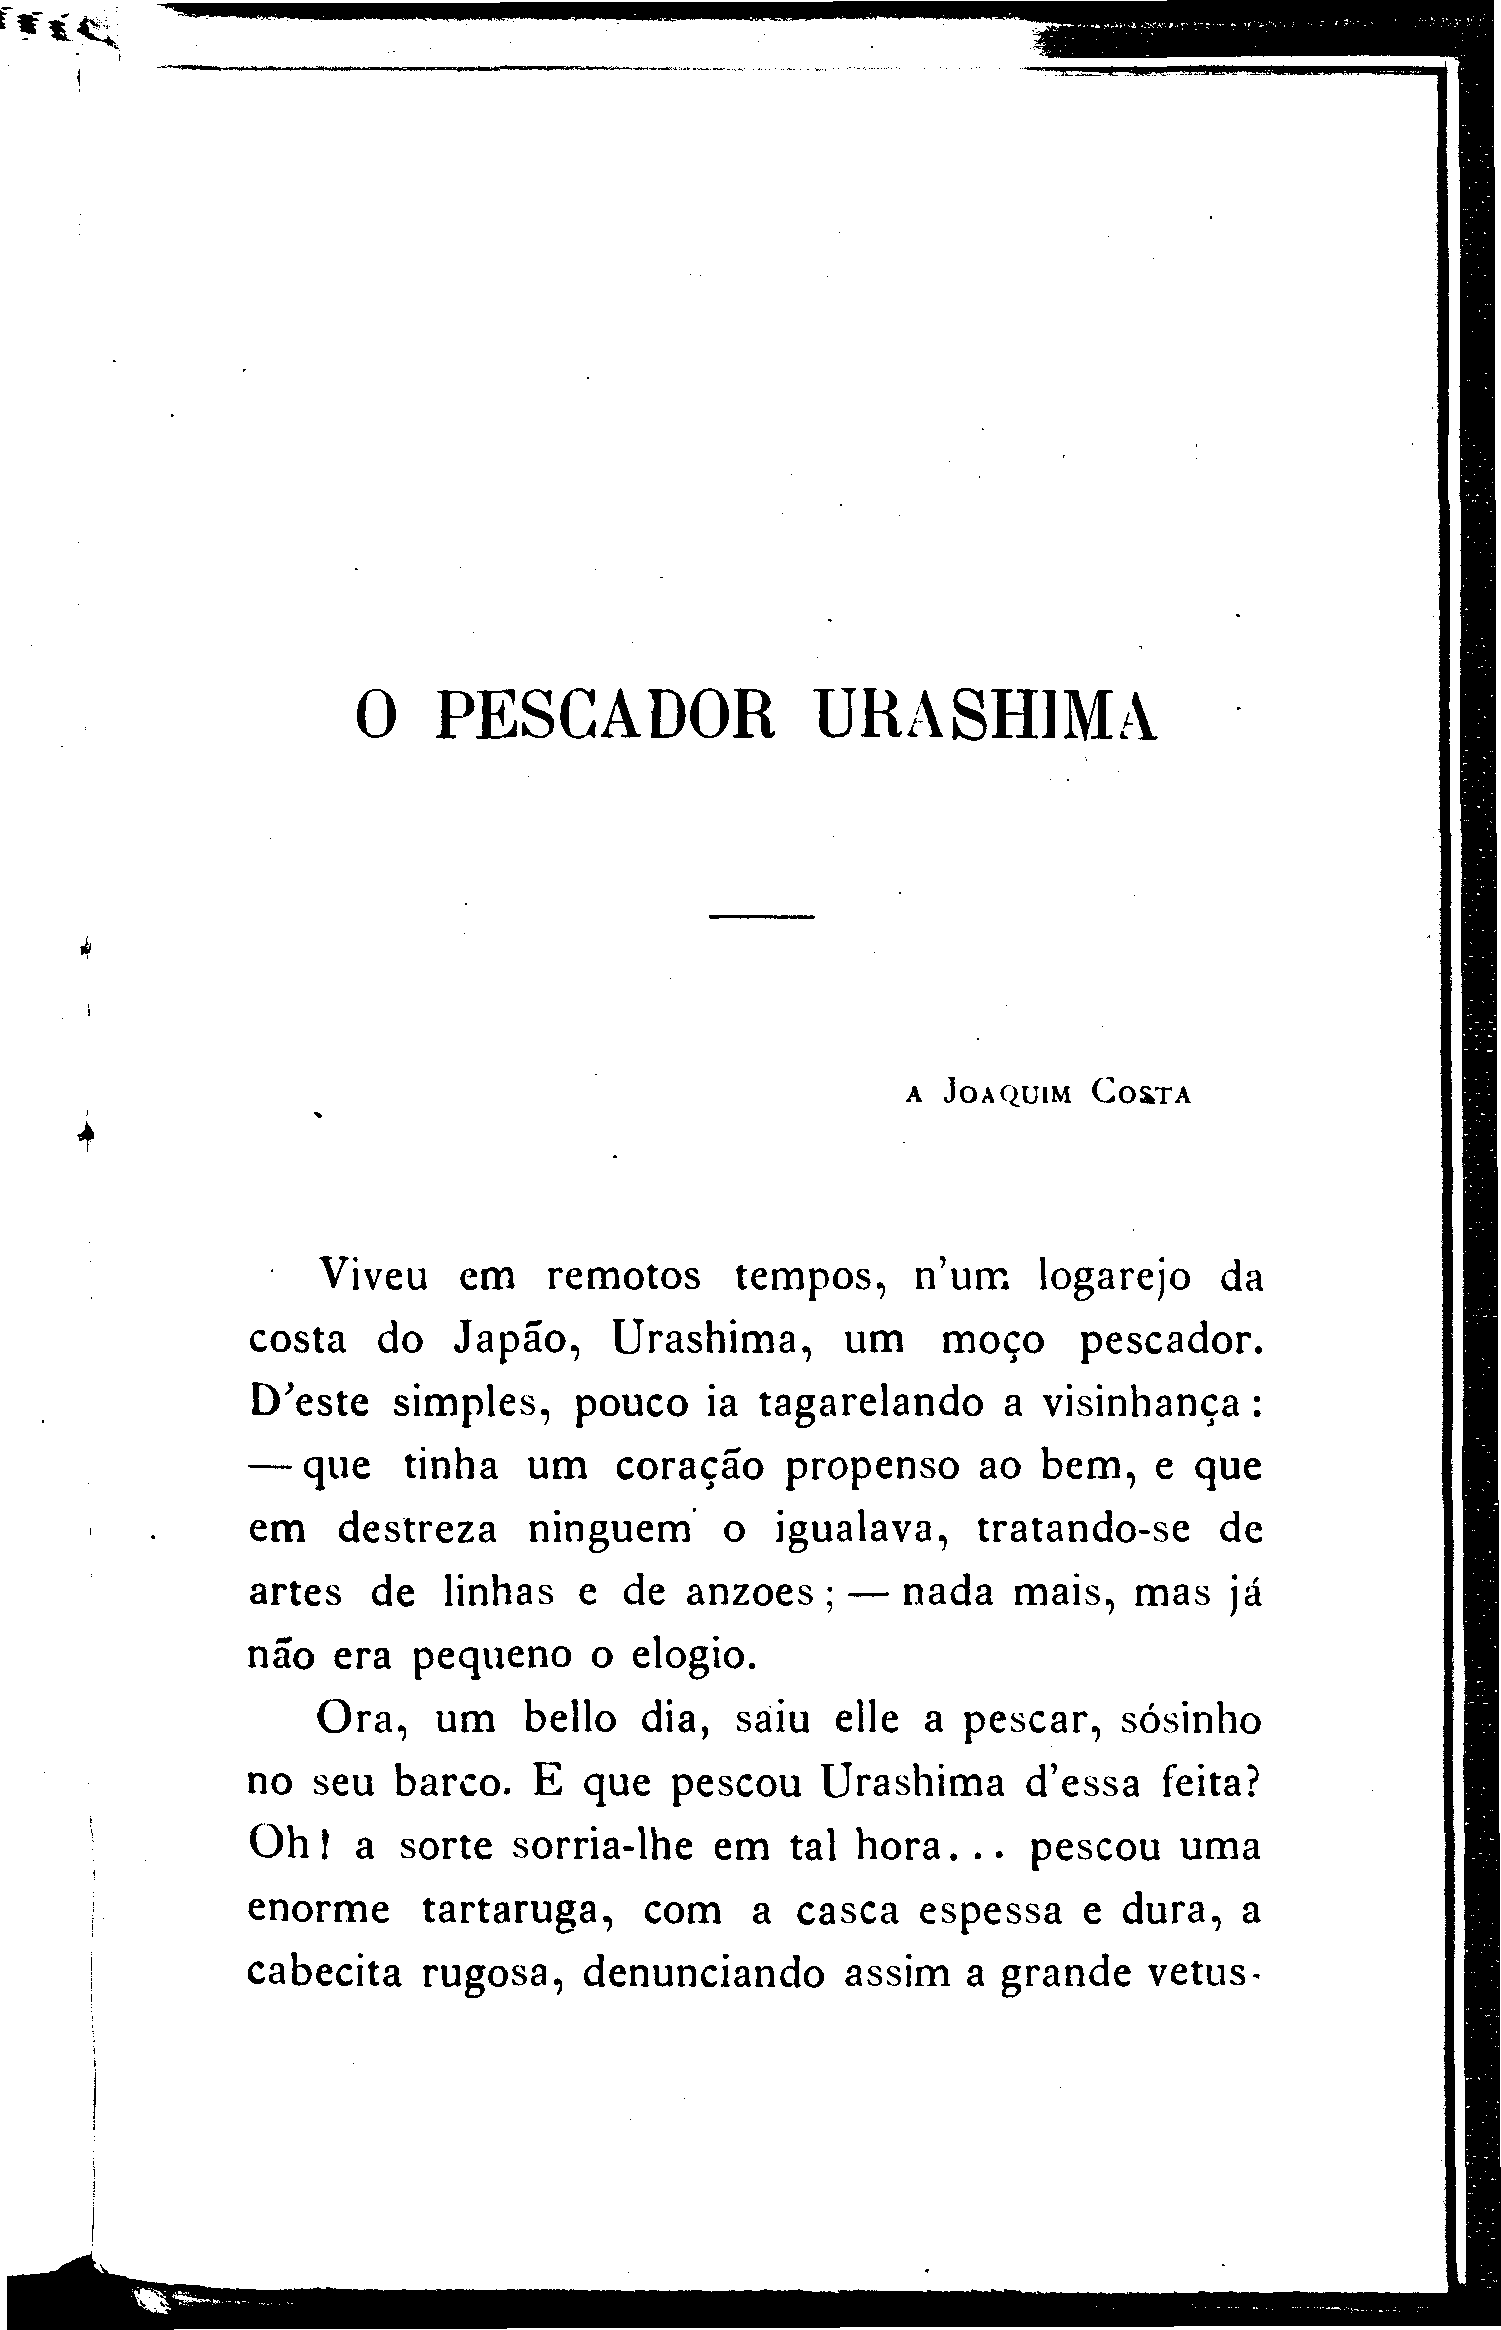 O PESCADOR URASHIMA
A JOAQUIM COSTA
Viveu em remotos tempos, n'um logarejo da
costa do Japão, Urashima, um moço pescador.
D'este simples, pouco ia tagarelando a visinhança:
—que tinha um coração propenso ao bem, e que
em destreza ninguem o igualava, tratando-se de
artes de linhas e de anzoes; — nada mais, mas já
não era pequeno o elogio.
Ora, um bello dia, saiu elle a pescar, sósinho
no seu barco. E que pescou Urashima d'essa feita?
Oh! a sorte sorria-lhe em tal hora... pescou uma
enorme tartaruga, com a casca espessa e dura, a
cabecita rugosa, denunciando assim a grande vetus-